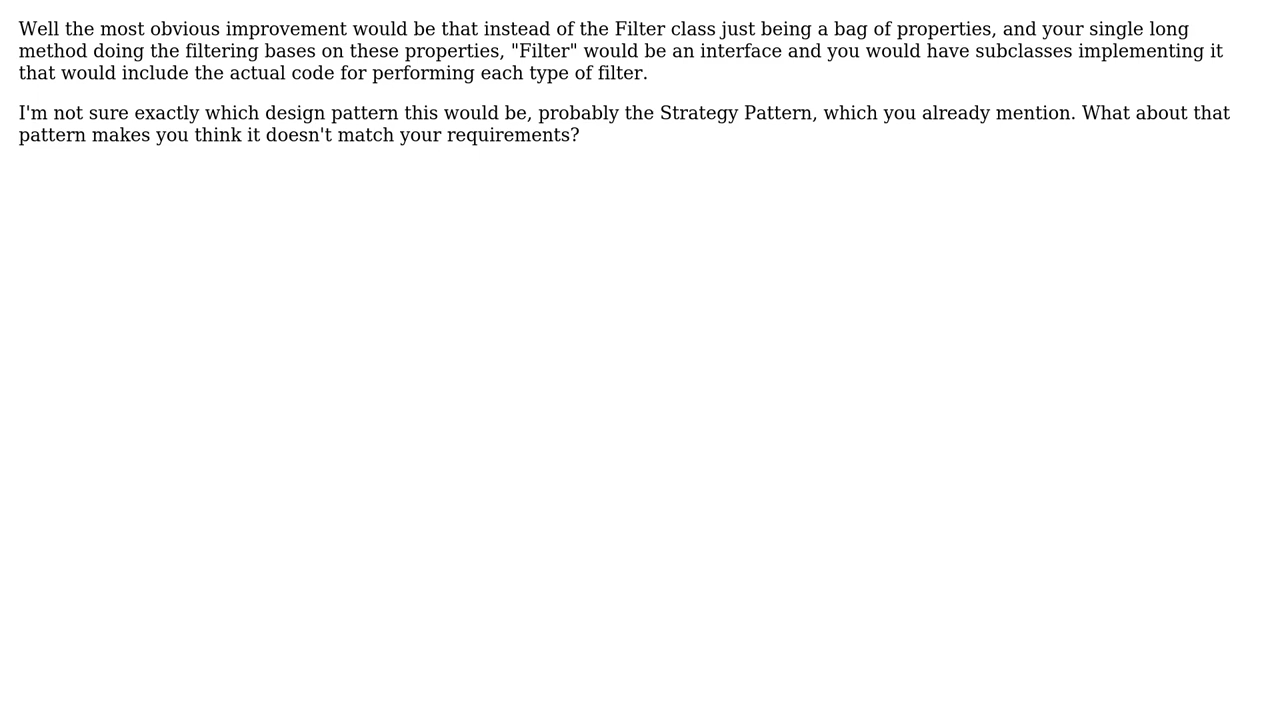 Well the most obvious improvement would be that instead of the Filter class just being a bag of properties, and your single long
method doing the filtering bases on these properties, "Filter" would be an interface and you would have subclasses implementing it
that would include the actual code for performing each type of filter.
I'm not sure exactly which design pattern this would be, probably the Strategy Pattern, which you already mention. What about that
pattern makes you think it doesn't match your requirements?